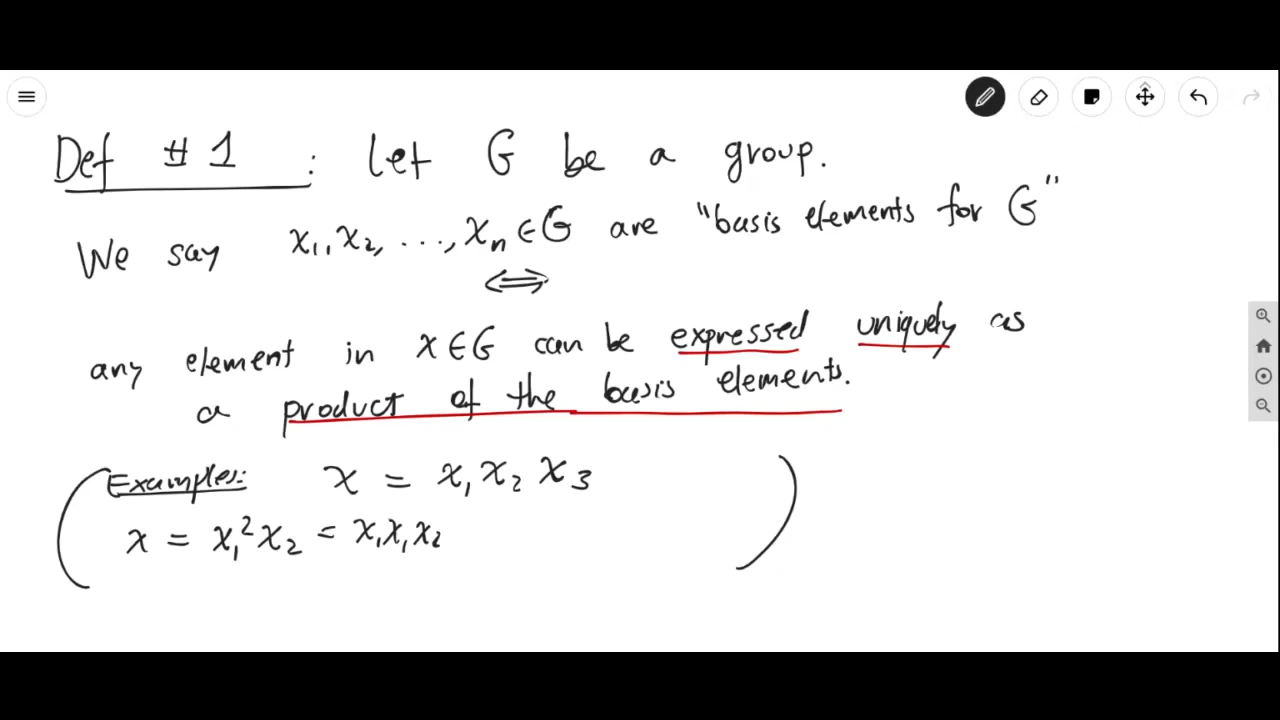 Def #1: Let G be a group.
We say x₁, x₂, ..., xₙ ∈ G are "basis elements for G"
⟺
any element in x ∈ G can be expressed uniquely as
a product of the basis elements.
(Examples: x = x₁x₂x₃
x = x₁²x₂ = x₁x₁x₂)